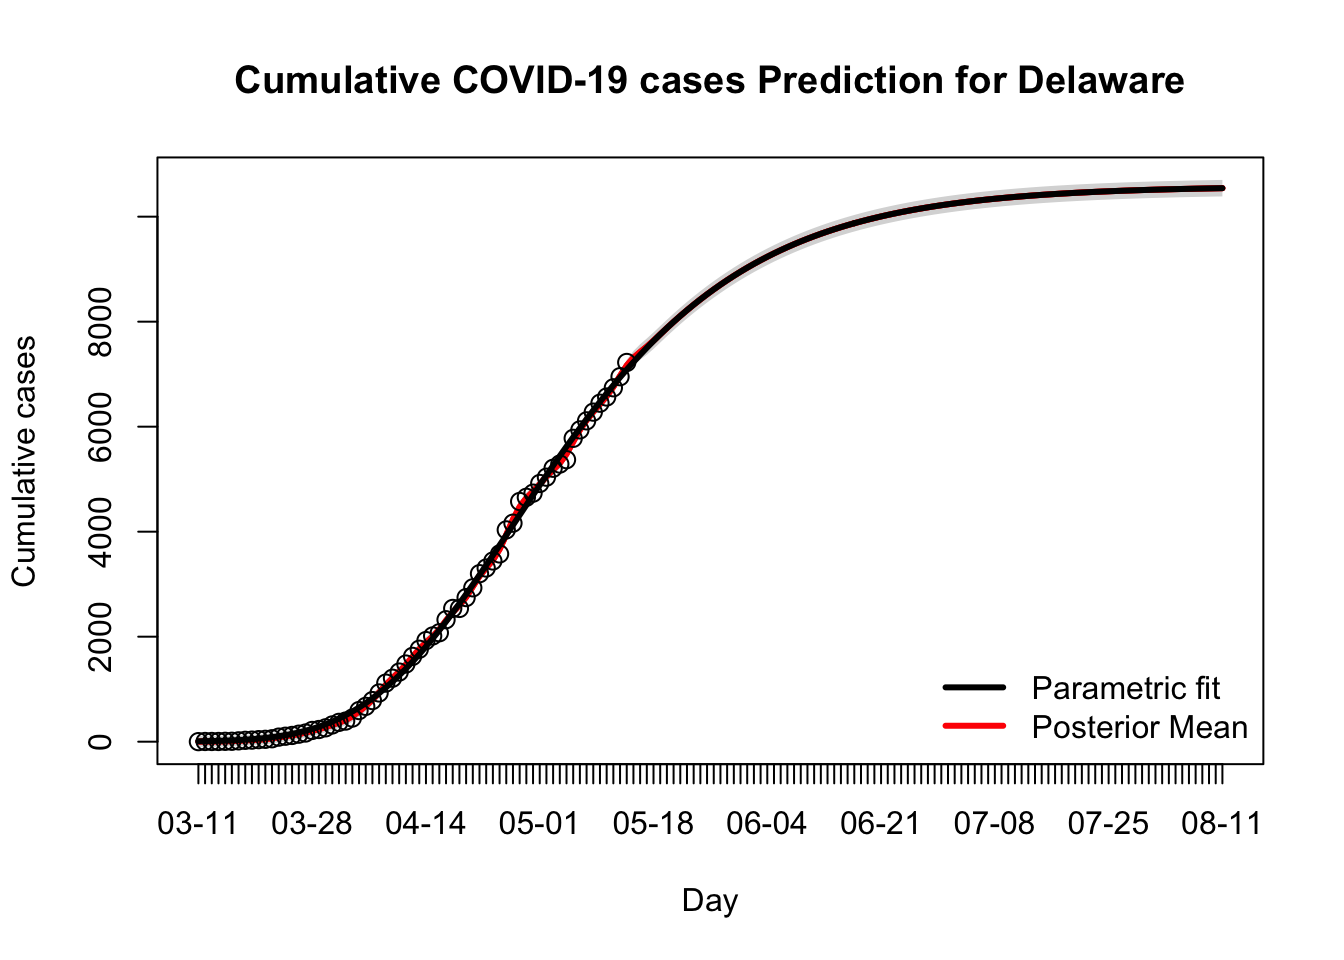 Cumulative COVID-19 cases Prediction for Delaware
Cumulative cases
8000
6000
4000
2000
0
Parametric fit
Posterior Mean
03-11 03-28 04-14 05-01 05-18 06-04 06-21 07-08 07-25 08-11
Day